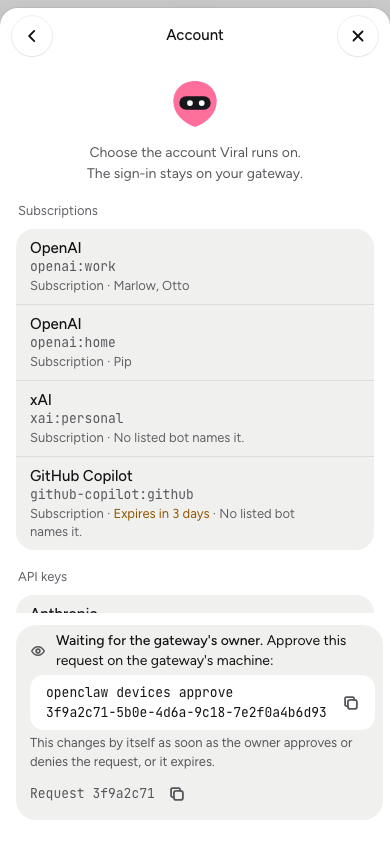 Account
Choose the account Viral runs on.
The sign-in stays on your gateway.
Subscriptions
OpenAI
openai:work
Subscription · Marlow, Otto
OpenAI
openai:home
Subscription · Pip
xAI
xai:personal
Subscription · No listed bot names it.
GitHub Copilot
github-copilot:github
Subscription · Expires in 3 days · No listed bot
names it.
API keys
Anthropic
Waiting for the gateway's owner. Approve this
request on the gateway's machine:
openclaw devices approve
3f9a2c71-5b0e-4d6a-9c18-7e2f0a4b6d93
This changes by itself as soon as the owner approves or
denies the request, or it expires.
Request 3f9a2c71